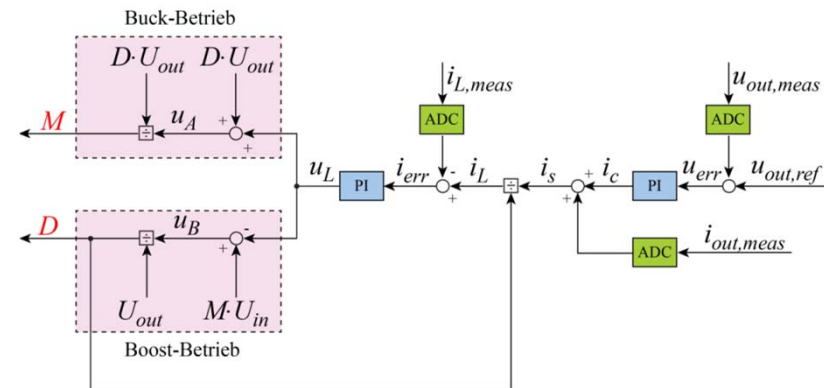 Buck-Betrieb
D·U_out D·U_out
i_L,meas
u_out,meas
ADC
ADC
M
÷
u_A
+
+
u_L
PI
i_err
-
+
i_L
÷
i_s
+
+
i_c
PI
u_err
u_out,ref
D
÷
u_B
-
+
ADC
i_out,meas
U_out M·U_in
Boost-Betrieb